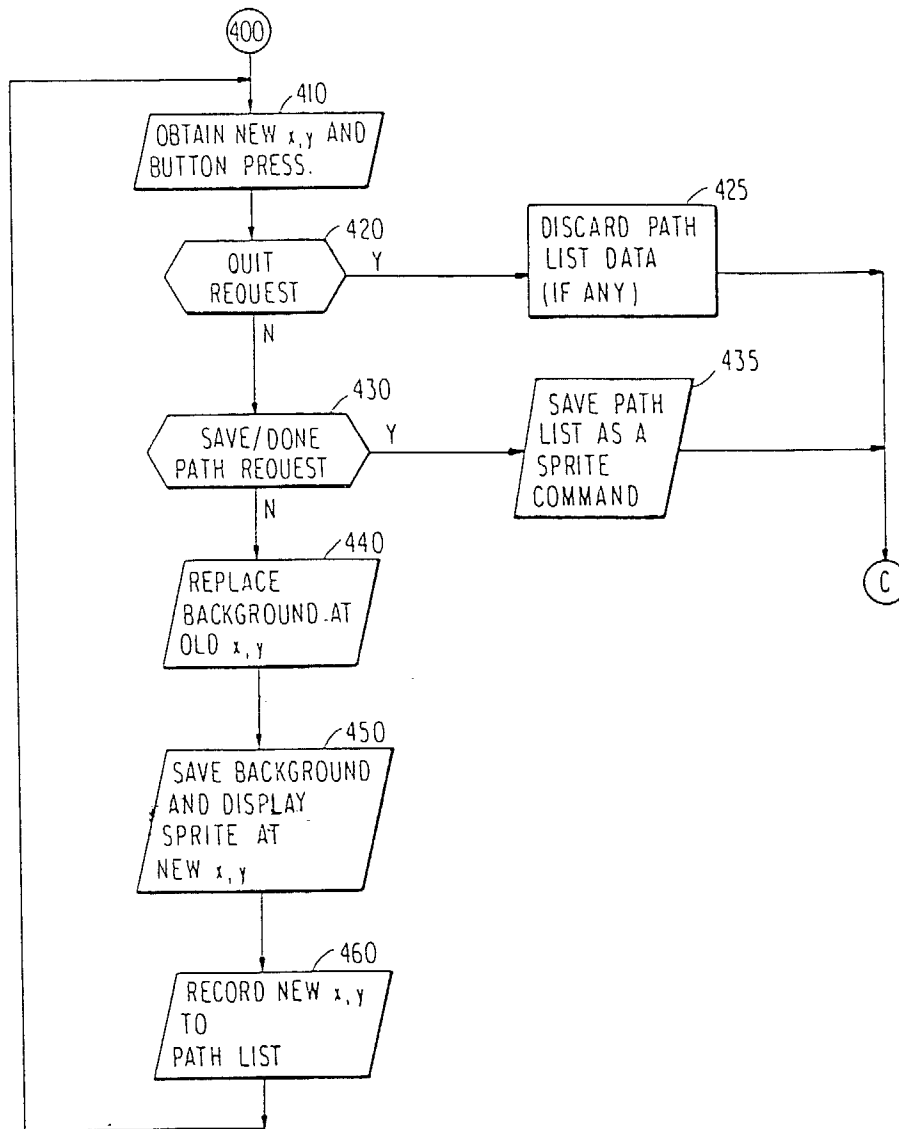 400
410
OBTAIN NEW x,y AND
BUTTON PRESS.
420
QUIT
REQUEST
Y
N
425
DISCARD PATH
LIST DATA
(IF ANY)
430
SAVE/DONE
PATH REQUEST
Y
N
435
SAVE PATH
LIST AS A
SPRITE
COMMAND
C
440
REPLACE
BACKGROUND AT
OLD x,y
450
SAVE BACKGROUND
AND DISPLAY
SPRITE AT
NEW x,y
460
RECORD NEW x,y
TO
PATH LIST